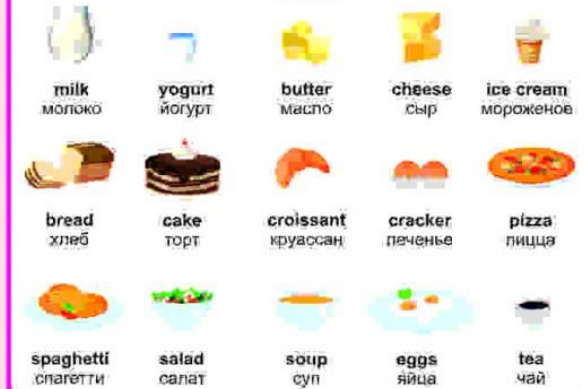 milk yogurt butter cheese ice cream
молоко йогурт масло сыр мороженое
bread cake croissant cracker pizza
хлеб торт круассан печенье пицца
spaghetti salad soup eggs tea
спагетти салат суп яйца чай